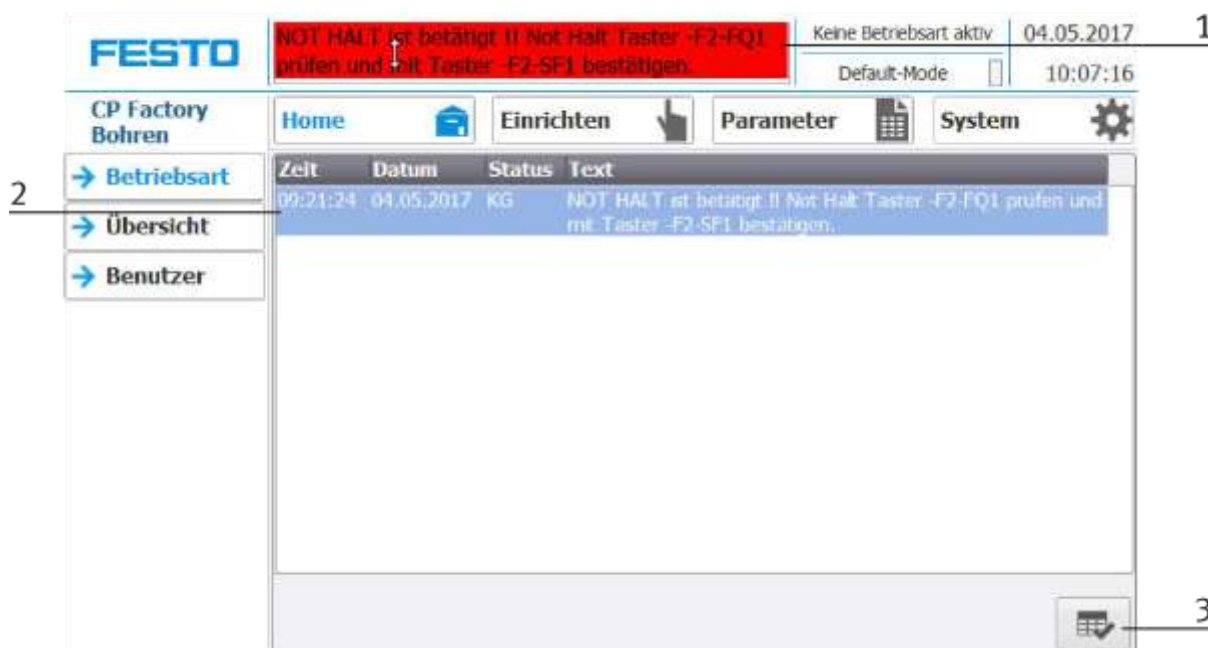 FESTO
NOT HALT ist betätigt !! Not Halt Taster -F2-FQ1
prüfen und mit Taster -F2-SF1 bestätigen.
Keine Betriebsart aktiv
Default-Mode
04.05.2017
10:07:16
1
CP Factory
Bohren
Home
Einrichten
Parameter
System
Betriebsart
Übersicht
Benutzer
2
Zeit Datum Status Text
09:21:24 04.05.2017 KG NOT HALT ist betätigt !! Not Halt Taster -F2-FQ1 prüfen und
mit Taster -F2-SF1 bestätigen.
3